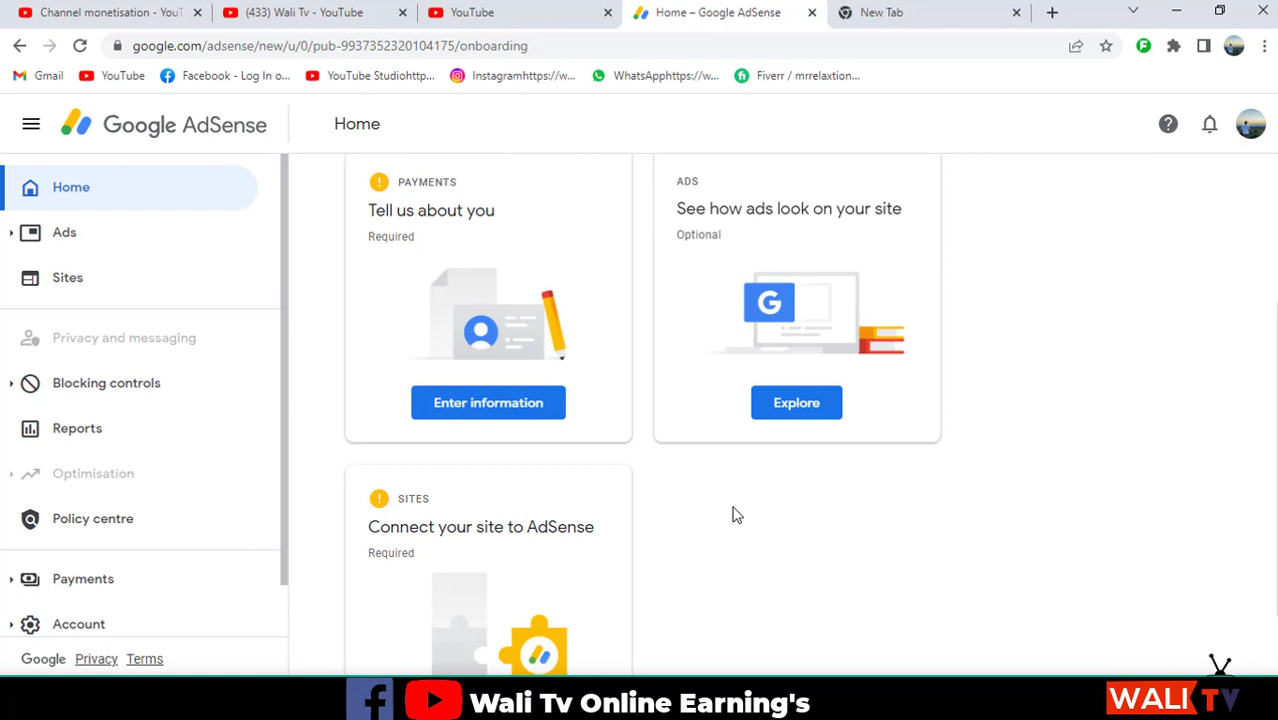 Channel monetisation - YouT
(433) Wali Tv - YouTube
YouTube
Home – Google AdSense
New Tab
google.com/adsense/new/u/0/pub-9937352320104175/onboarding
Gmail
YouTube
Facebook - Log In o...
YouTube Studiohttp...
Instagramhttps://w...
WhatsApphttps://w...
Fiverr / mrrelaxtion...
Google AdSense
Home
Home
Ads
Sites
Privacy and messaging
Blocking controls
Reports
Optimisation
Policy centre
Payments
Account
Google Privacy Terms
PAYMENTS
Tell us about you
Required
Enter information
ADS
See how ads look on your site
Optional
G
Explore
SITES
Connect your site to AdSense
Required
Wali Tv Online Earning's
WALI TV